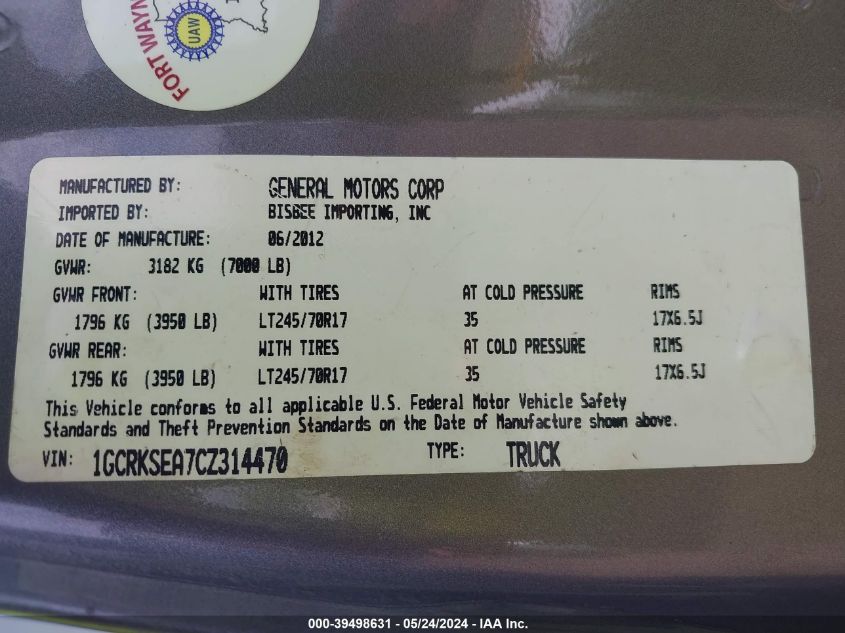 FORT WAYN
UAW
MANUFACTURED BY: GENERAL MOTORS CORP
IMPORTED BY: BISBEE IMPORTING, INC
DATE OF MANUFACTURE: 06/2012
GVWR: 3182 KG (7000 LB)
GVWR FRONT: WITH TIRES AT COLD PRESSURE RIMS
1796 KG (3950 LB) LT245/70R17 35 17X6.5J
GVWR REAR: WITH TIRES AT COLD PRESSURE RIMS
1796 KG (3950 LB) LT245/70R17 35 17X6.5J
This Vehicle conforms to all applicable U.S. Federal Motor Vehicle Safety
Standards and Theft Prevention Standards on the Date of Manufacture shown above.
VIN: 1GCRKSEA7CZ314470 TYPE: TRUCK
000-39498631 - 05/24/2024 - IAA Inc.